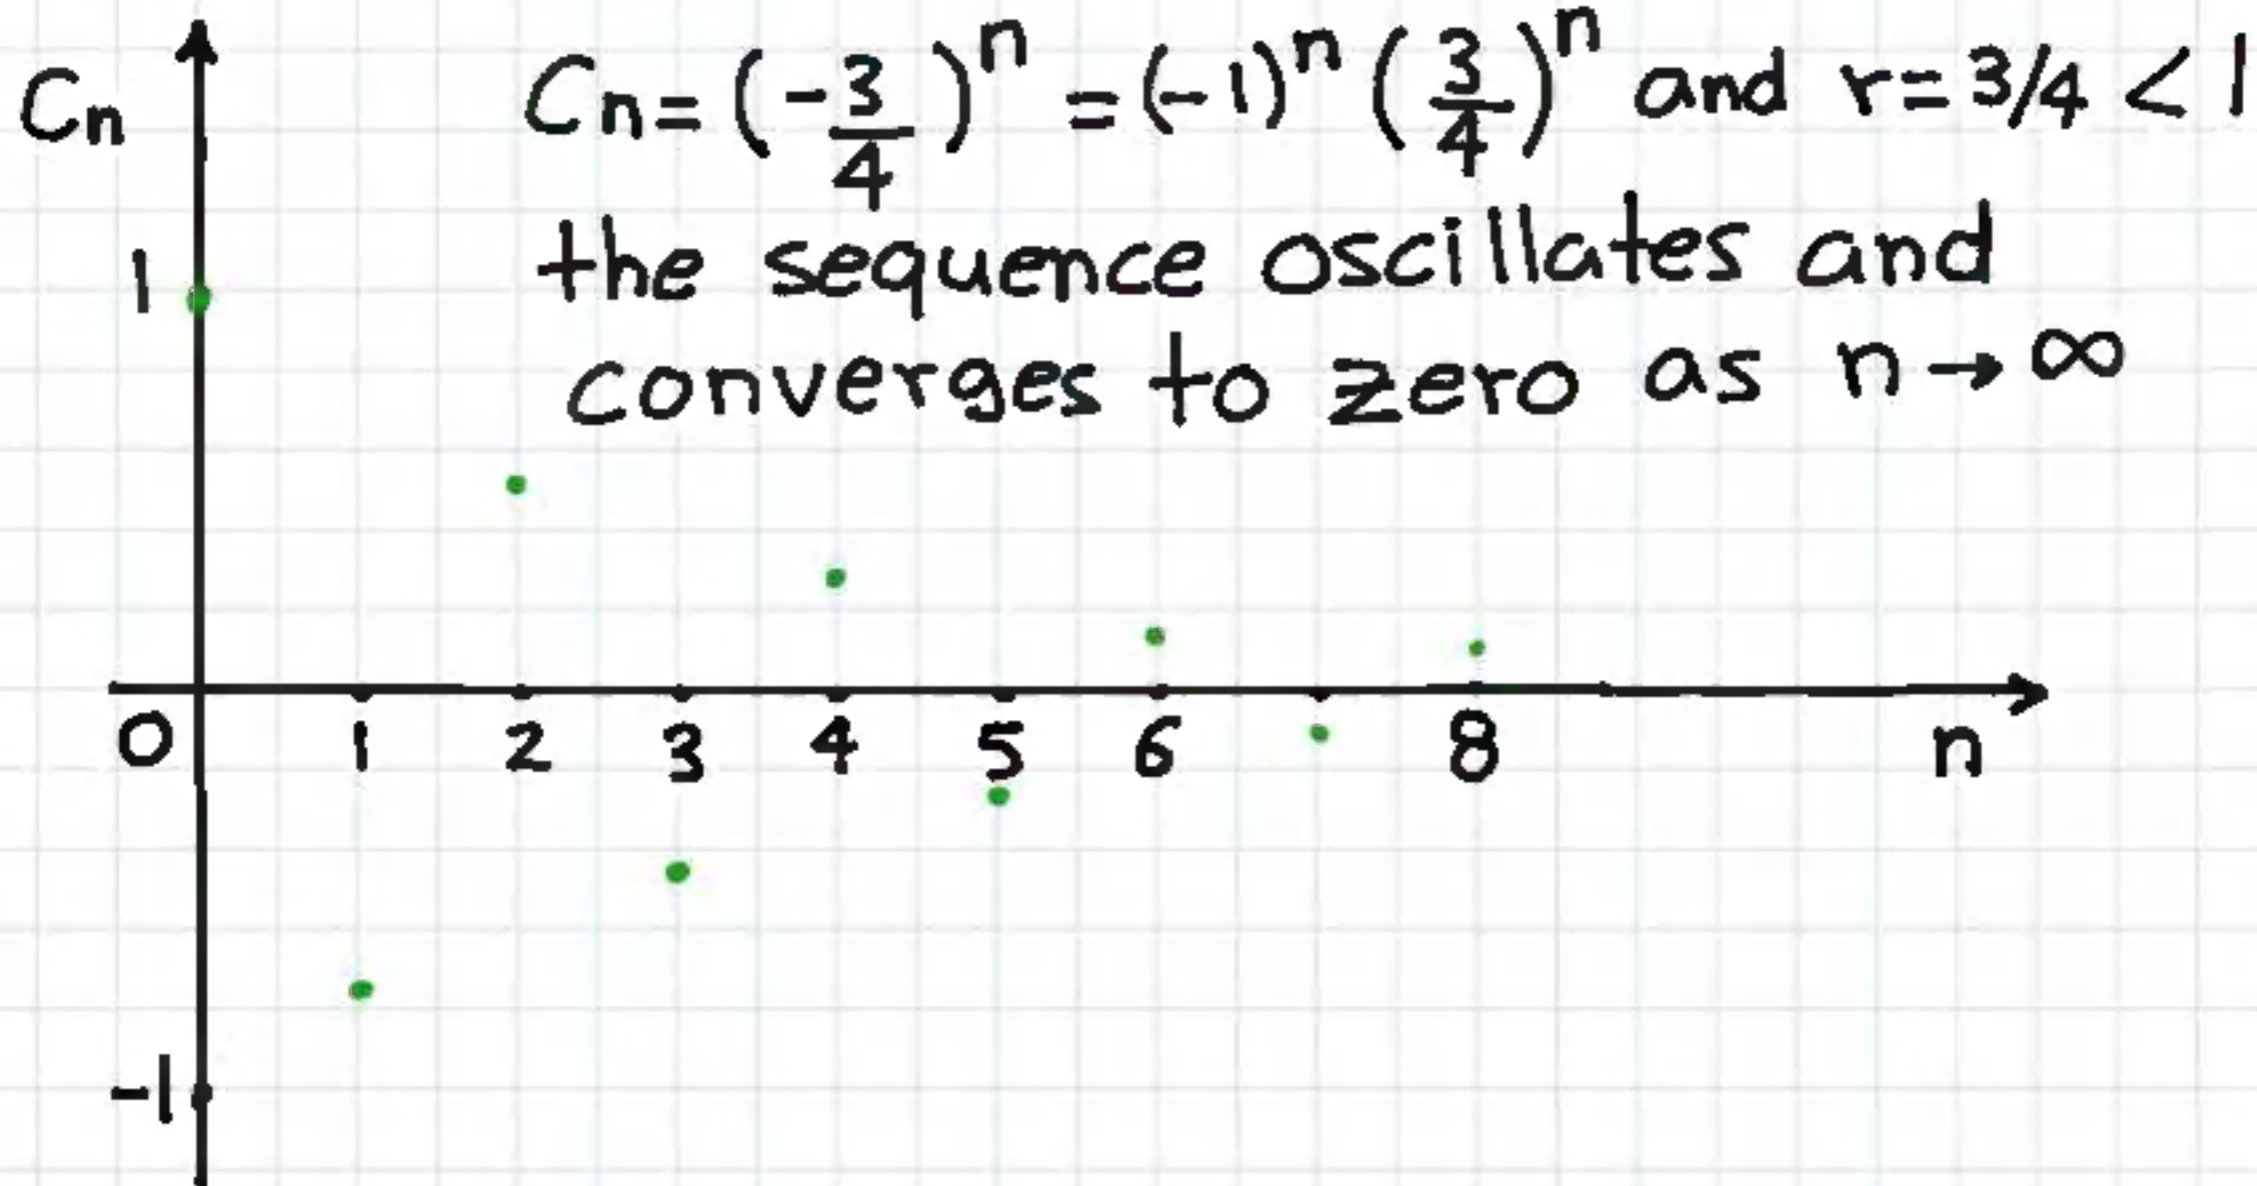 Cn
Cn = (-3/4)^n = (-1)^n (3/4)^n and r = 3/4 < 1
the sequence oscillates and
converges to zero as n → ∞
1
0 1 2 3 4 5 6 8 n
-1